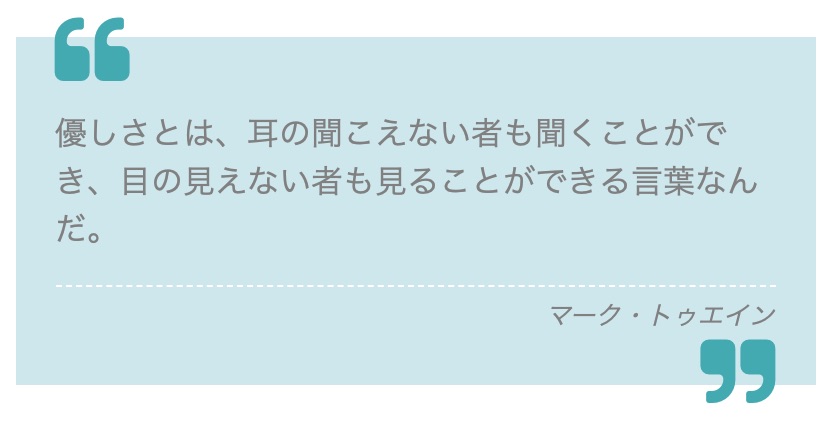 優しさとは、耳の聞こえない者も聞くことがで
き、目の見えない者も見ることができる言葉なん
だ。
マーク・トゥエイン